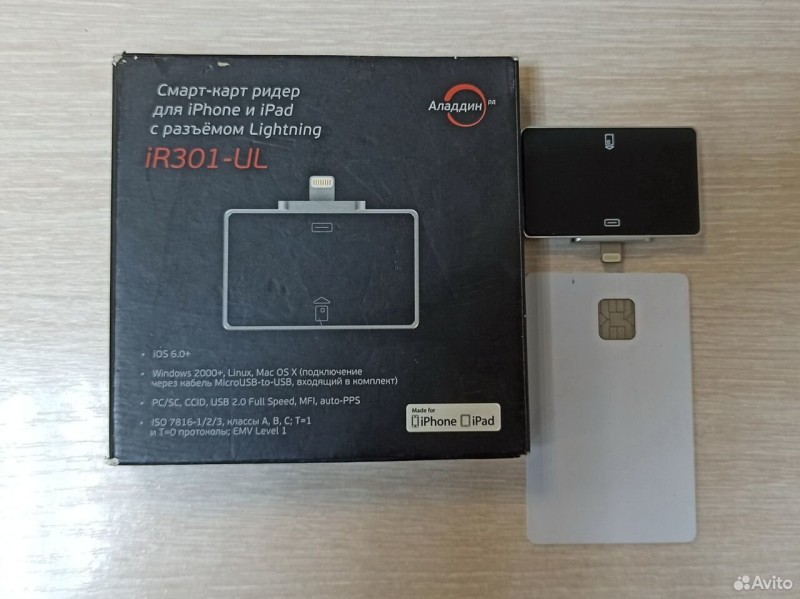 Смарт-карт ридер
для iPhone и iPad
с разъёмом Lightning
iR301-UL
Аладдин РД
• iOS 6.0+
• Windows 2000+, Linux, Mac OS X (подключение
через кабель MicroUSB-to-USB, входящий в комплект)
• PC/SC, CCID, USB 2.0 Full Speed, MFI, auto-PPS
• ISO 7816-1/2/3, классы A, B, C; T=1
и T=0 протоколы; EMV Level 1
Made for
iPhone iPad
Avito